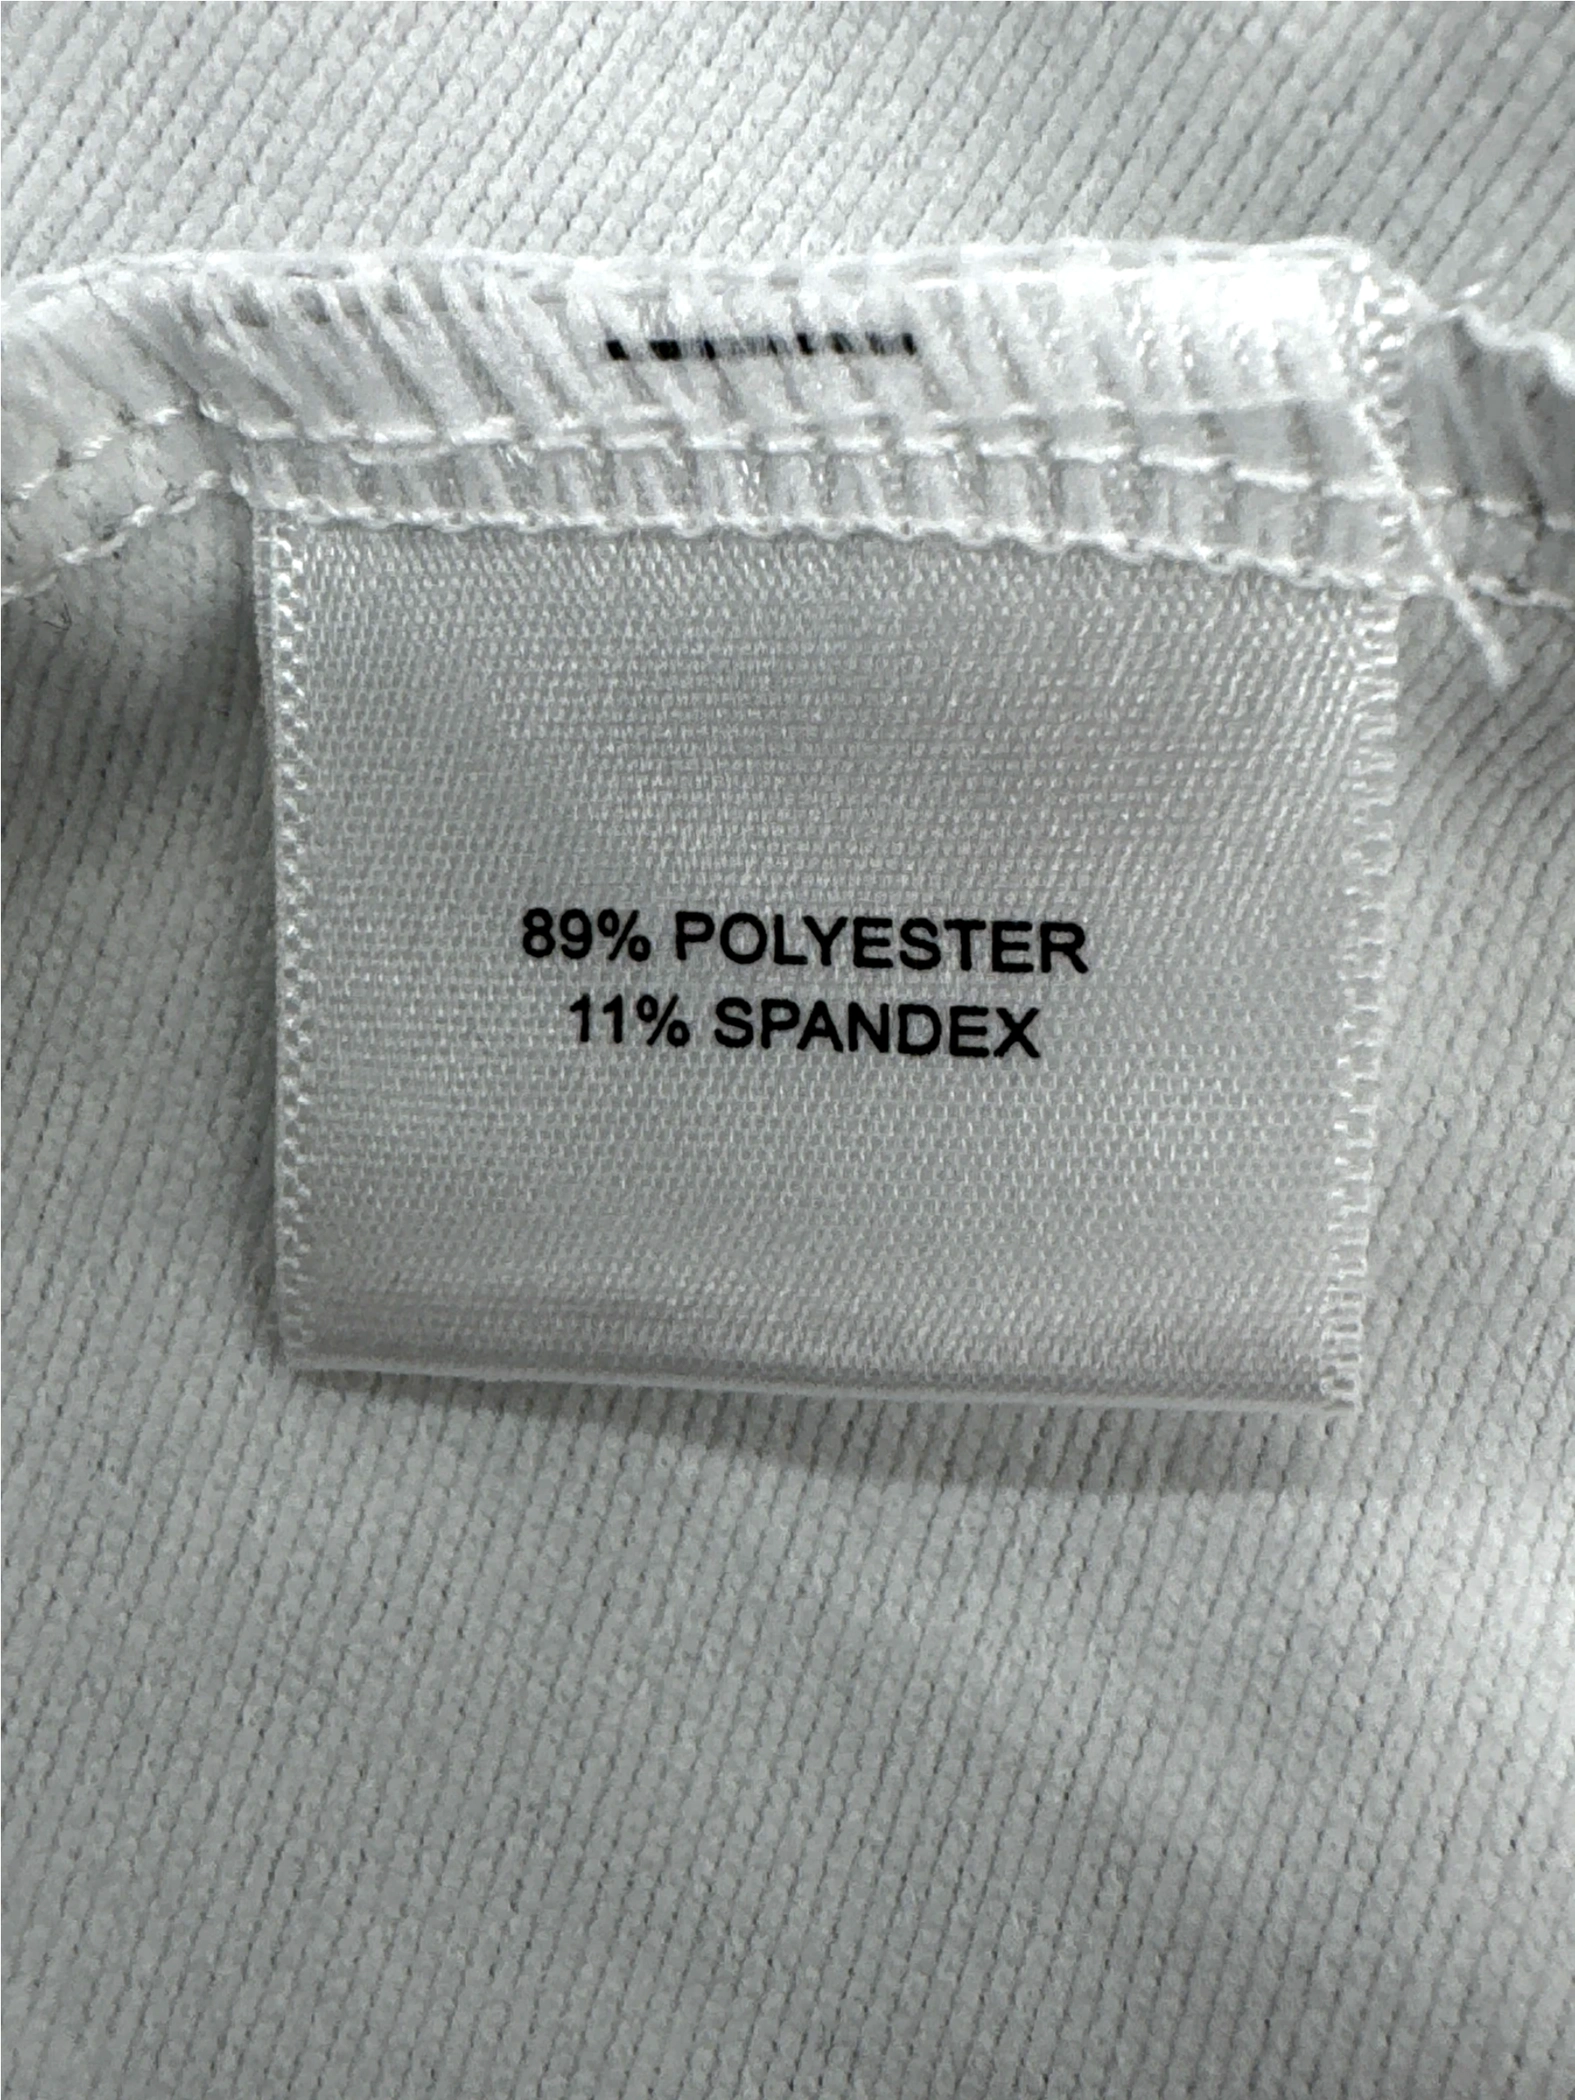 89% POLYESTER
11% SPANDEX